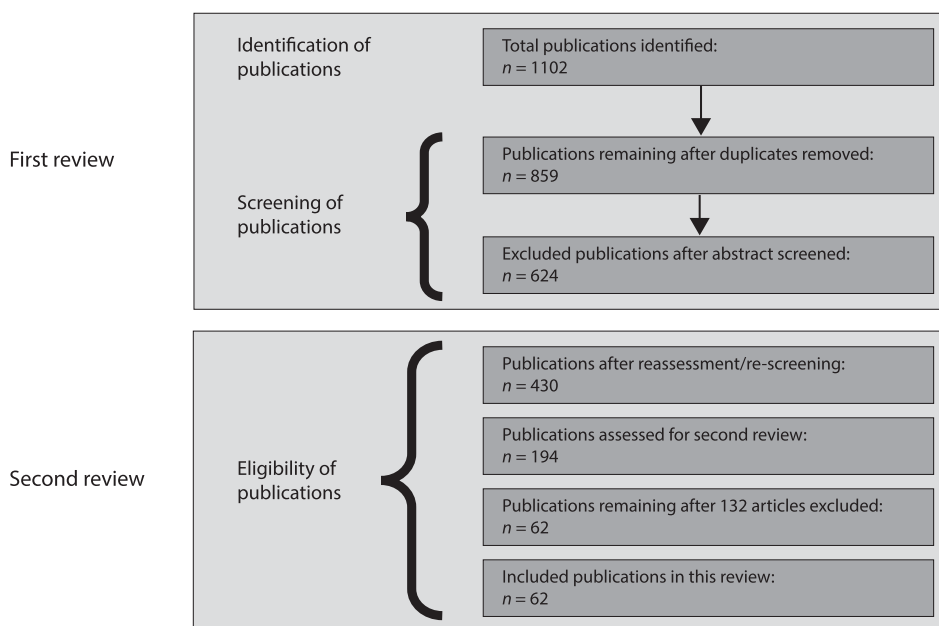 First review
Identification of
publications
Total publications identified:
n = 1102
Screening of
publications
Publications remaining after duplicates removed:
n = 859
Excluded publications after abstract screened:
n = 624
Second review
Eligibility of
publications
Publications after reassessment/re-screening:
n = 430
Publications assessed for second review:
n = 194
Publications remaining after 132 articles excluded:
n = 62
Included publications in this review:
n = 62